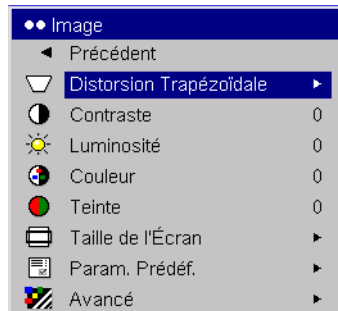 Image
Précédent
Distorsion Trapézoïdale
Contraste 0
Luminosité 0
Couleur 0
Teinte 0
Taille de l'Écran
Param. Prédéf.
Avancé